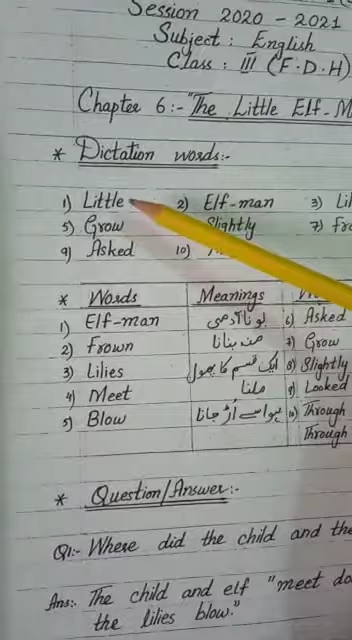 Session 2020 - 2021
Subject : English
Class : III (F.D.H)
Chapter 6:- "The Little Elf-M
* Dictation words:-
1) Little 2) Elf-man 3) Lil
5) Grow Slightly 7) Fro
9) Asked 10)
* Words Meanings
1) Elf-man بونا آدمی 6) Asked
2) Frown منہ بنانا 7) Grow
3) Lilies ایک قسم کا پھول 8) Slightly
4) Meet ملنا 9) Looked
5) Blow ہوا سے اُڑ جانا 10) Through
Through
* Question/Answer:-
Q1:- Where did the child and the
Ans:- The child and elf "meet do
the lilies blow."